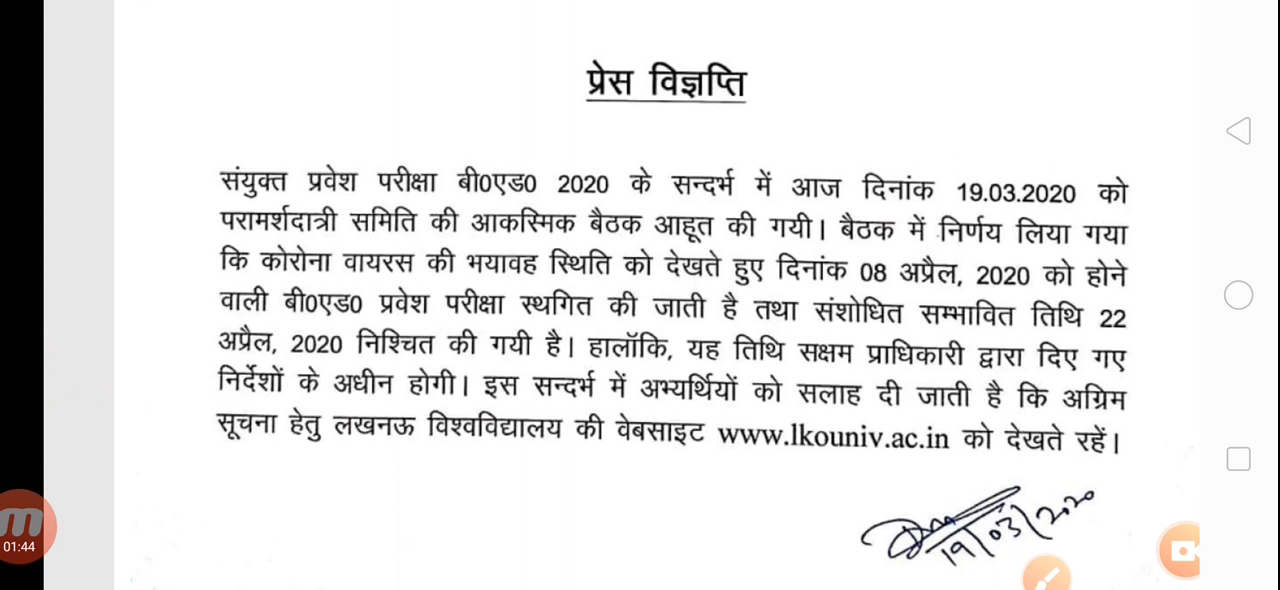 प्रेस विज्ञप्ति
संयुक्त प्रवेश परीक्षा बी0एड0 2020 के सन्दर्भ में आज दिनांक 19.03.2020 को
परामर्शदात्री समिति की आकस्मिक बैठक आहूत की गयी। बैठक में निर्णय लिया गया
कि कोरोना वायरस की भयावह स्थिति को देखते हुए दिनांक 08 अप्रैल, 2020 को होने
वाली बी0एड0 प्रवेश परीक्षा स्थगित की जाती है तथा संशोधित सम्भावित तिथि 22
अप्रैल, 2020 निश्चित की गयी है। हालॉकि, यह तिथि सक्षम प्राधिकारी द्वारा दिए गए
निर्देशों के अधीन होगी। इस सन्दर्भ में अभ्यर्थियों को सलाह दी जाती है कि अग्रिम
सूचना हेतु लखनऊ विश्वविद्यालय की वेबसाइट www.lkouniv.ac.in को देखते रहें।
19/03/2020
01:44